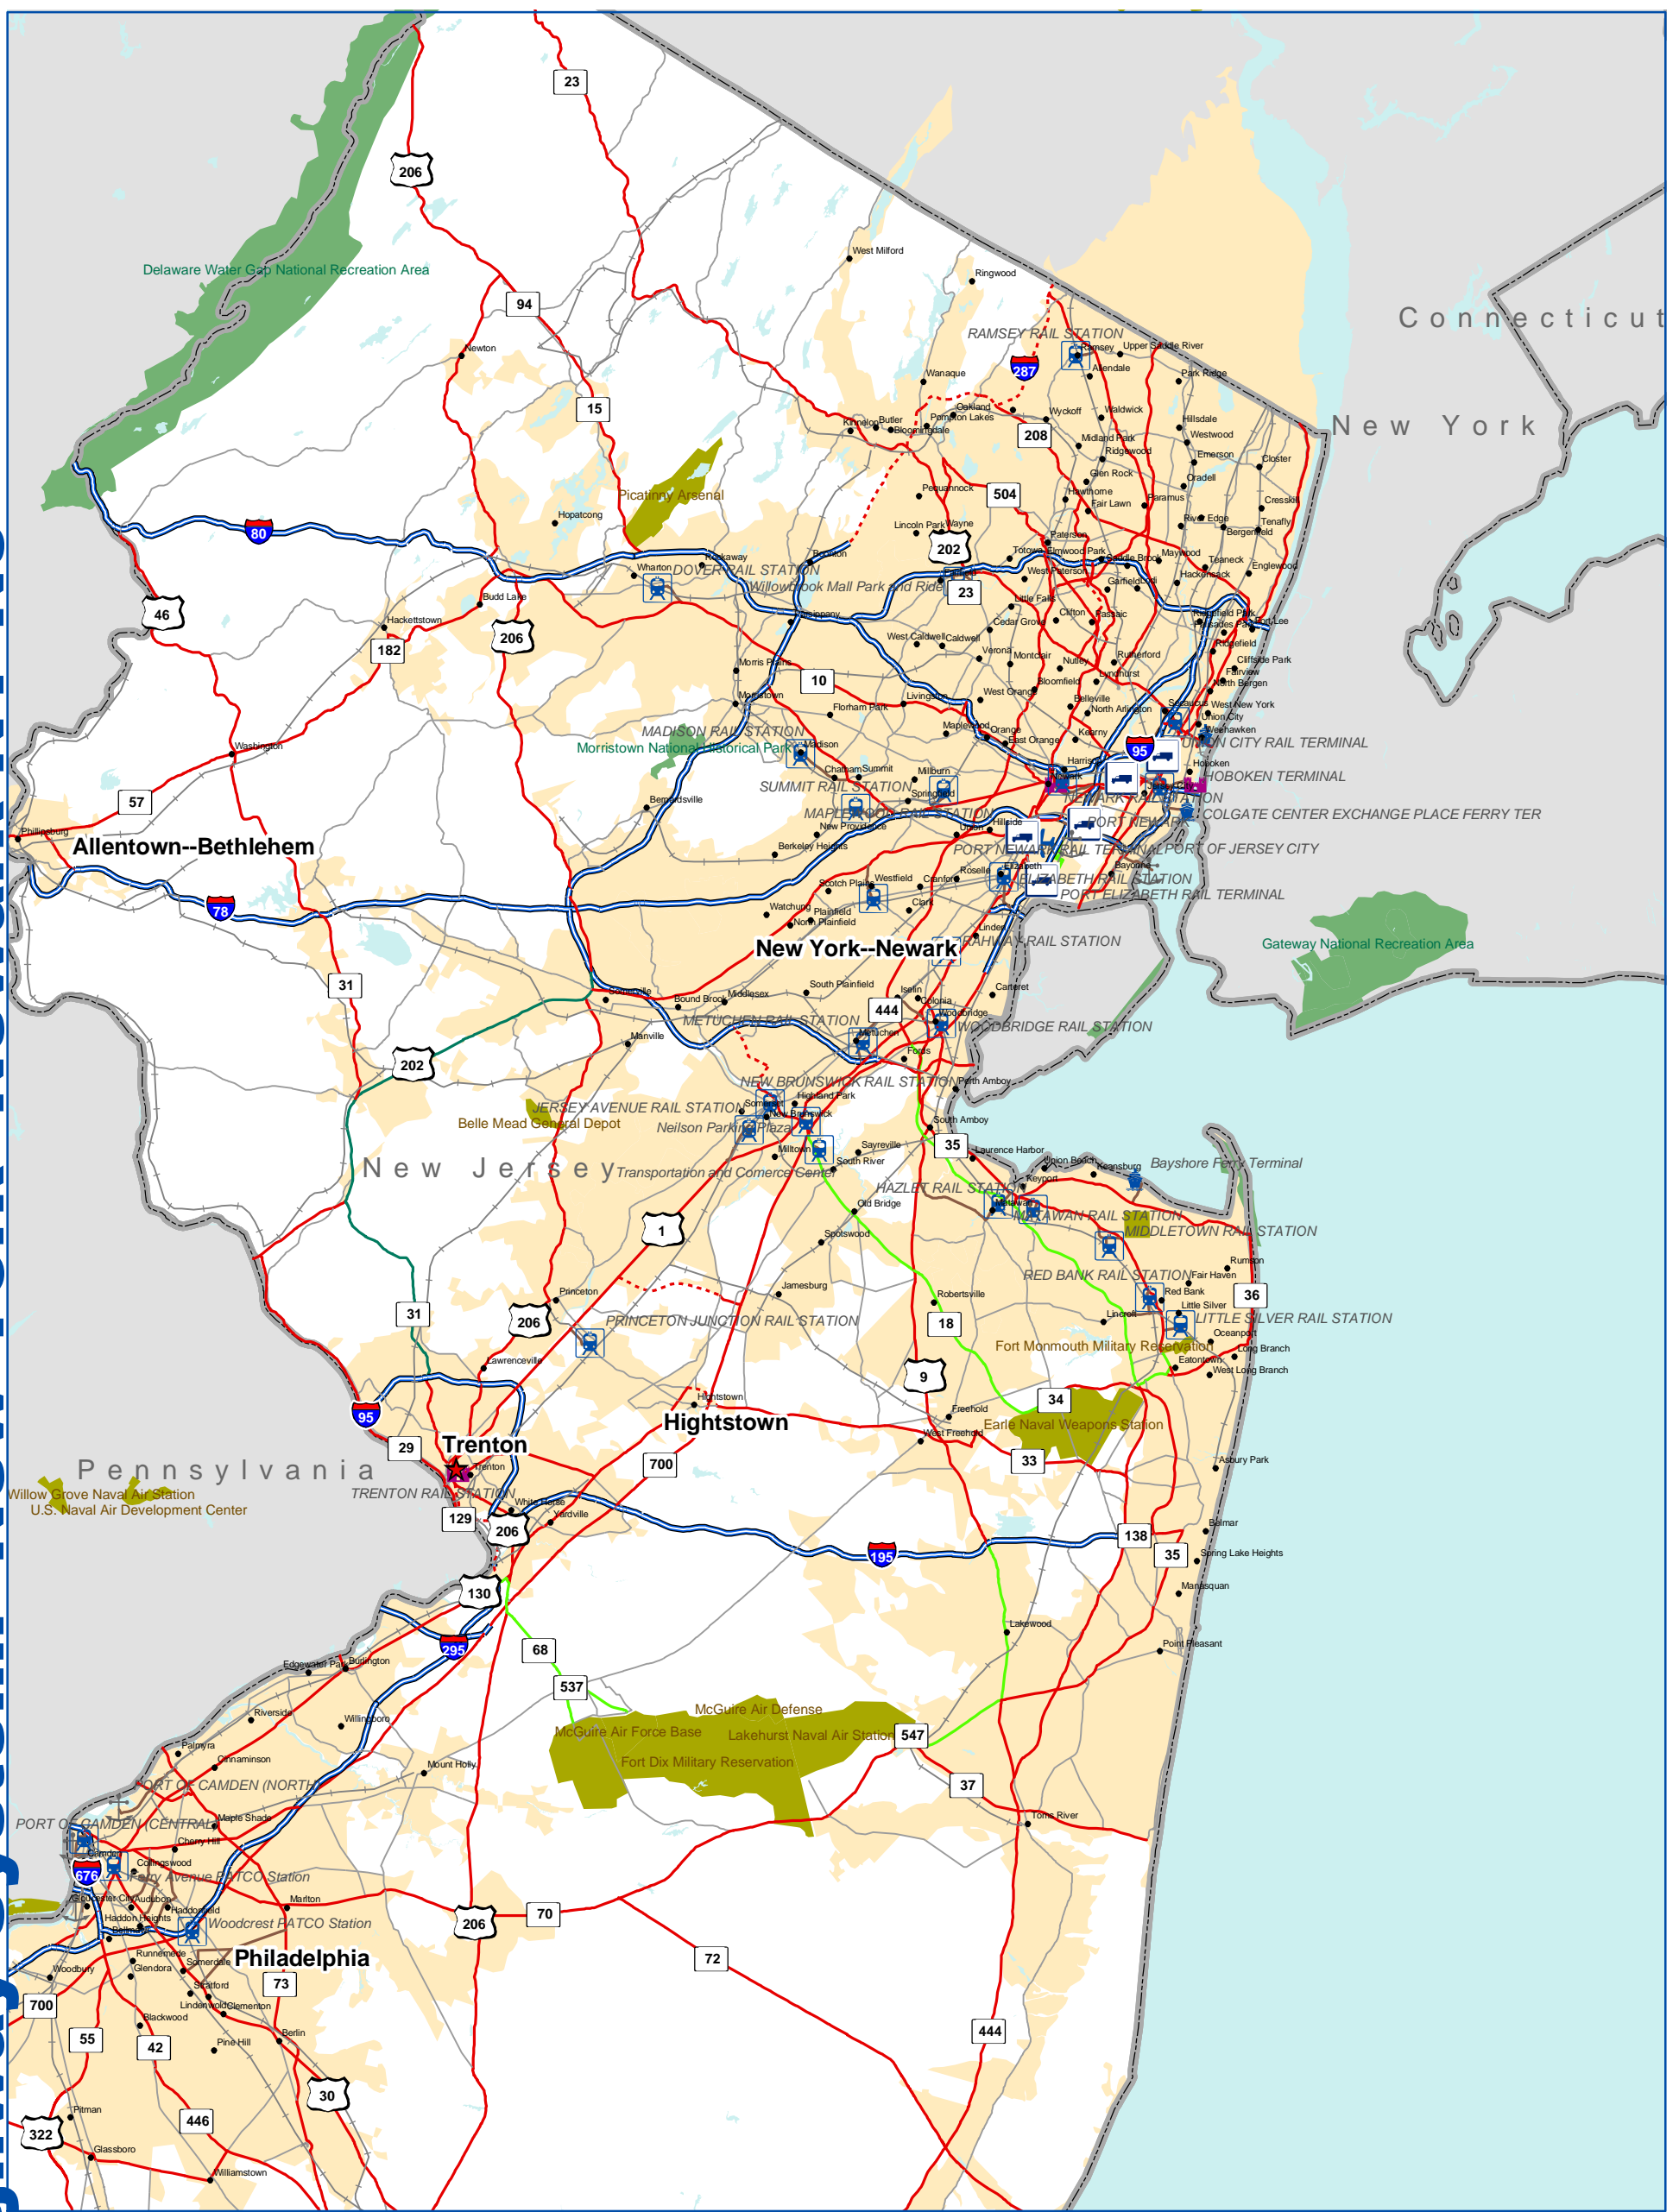 23
206
Delaware Water Gap National Recreation Area
West Milford
Ringwood
94
Connecticut
RAMSEY RAIL STATION
Newton
Ramsey
Upper Saddle River
287
Allendale
Wanaque
Park Ridge
15
Oakland
Pompton Lakes
Wyckoff
Waldwick
Kinnelon
Butler
Bloomingdale
Hillsdale
New York
208
Westwood
Midland Park
Ridgewood
Emerson
Closter
Glen Rock
Oradell
Picatinny Arsenal
Pequannock
504
Hawthorne
Paramus
Cresskill
Fair Lawn
Hopatcong
Lincoln Park
Wayne
River Edge
Tenafly
Bergenfield
80
202
Paterson
Boonton
Totowa
Elmwood Park
Saddle Brook
Maywood
Rockaway
Teaneck
Wharton
DOVER RAIL STATION
West Paterson
Englewood
Fairfield
Hackensack
Garfield
Lodi
Willowbrook Mall Park and Ride
23
Budd Lake
Little Falls
46
Parsippany
Clifton
Passaic
Ridgefield Park
Palisades Park
Fort Lee
Hackettstown
Cedar Grove
206
West Caldwell
Caldwell
Ridgefield
182
Verona
Montclair
Cliffside Park
Morris Plains
Nutley
Rutherford
Fairview
10
Bloomfield
Lyndhurst
North Bergen
Morristown
Livingston
West Orange
Belleville
Secaucus
West New York
Florham Park
North Arlington
Union City
MADISON RAIL STATION
Maplewood
Orange
Kearny
Weehawken
Morristown National Historical Park
Madison
East Orange
95
UNION CITY RAIL TERMINAL
Washington
Harrison
Hoboken
Chatham
Summit
Millburn
Newark
HOBOKEN TERMINAL
SUMMIT RAIL STATION
Jersey City
57
Bernardsville
Springfield
NEWARK RAIL STATION
MAPLEWOOD RAIL STATION
COLGATE CENTER EXCHANGE PLACE FERRY TER
Phillipsburg
New Providence
Union
Hillside
PORT NEWARK
Allentown--Bethlehem
Berkeley Heights
PORT NEWARK RAIL TERMINAL
PORT OF JERSEY CITY
Elizabeth
Bayonne
Roselle
Westfield
Cranford
ELIZABETH RAIL STATION
Scotch Plains
PORT ELIZABETH RAIL TERMINAL
78
Watchung
Clark
Plainfield
North Plainfield
Linden
New York--Newark
RAHWAY RAIL STATION
Gateway National Recreation Area
31
Somerville
Bound Brook
Middlesex
South Plainfield
Iselin
Carteret
Colonia
444
Woodbridge
METUCHEN RAIL STATION
WOODBRIDGE RAIL STATION
Manville
Metuchen
202
Fords
NEW BRUNSWICK RAIL STATION
Perth Amboy
JERSEY AVENUE RAIL STATION
Somerset
Highland Park
Belle Mead General Depot
Neilson Parking Plaza
New Brunswick
South Amboy
35
Milltown
Sayreville
Laurence Harbor
New Jersey
Transportation and Comerce Center
South River
Union Beach
Keansburg
Bayshore Ferry Terminal
Keyport
HAZLET RAIL STATION
Old Bridge
Matawan
MATAWAN RAIL STATION
1
MIDDLETOWN RAIL STATION
Spotswood
Rumson
RED BANK RAIL STATION
Fair Haven
Jamesburg
Princeton
Robertsville
Red Bank
36
31
206
PRINCETON JUNCTION RAIL STATION
18
Lincroft
Little Silver
LITTLE SILVER RAIL STATION
Oceanport
Fort Monmouth Military Reservation
Long Branch
Lawrenceville
9
Eatontown
West Long Branch
34
Hightstown
95
Hightstown
Freehold
Earle Naval Weapons Station
29
Trenton
West Freehold
33
Asbury Park
Pennsylvania
Trenton
700
Willow Grove Naval Air Station
TRENTON RAIL STATION
U.S. Naval Air Development Center
White Horse
129
206
Yardville
Belmar
138
195
35
Spring Lake Heights
130
Manasquan
Lakewood
295
68
Point Pleasant
Edgewater Park
Burlington
537
Riverside
Willingboro
McGuire Air Defense
McGuire Air Force Base
Lakehurst Naval Air Station
547
Palmyra
Cinnaminson
Mount Holly
Fort Dix Military Reservation
PORT OF CAMDEN (NORTH)
37
PORT OF CAMDEN (CENTRAL)
Maple Shade
Toms River
Cherry Hill
Camden
Collingswood
676
Ferry Avenue PATCO Station
Gloucester City
Audubon
Haddonfield
Marlton
Haddon Heights
Woodcrest PATCO Station
206
70
Bellmawr
Runnemede
Philadelphia
72
Woodbury
Glendora
Somerdale
Stratford
73
700
Lindenwold
Clementon
Blackwood
444
55
42
Pine Hill
Berlin
30
Pitman
446
322
Glassboro
Williamstown